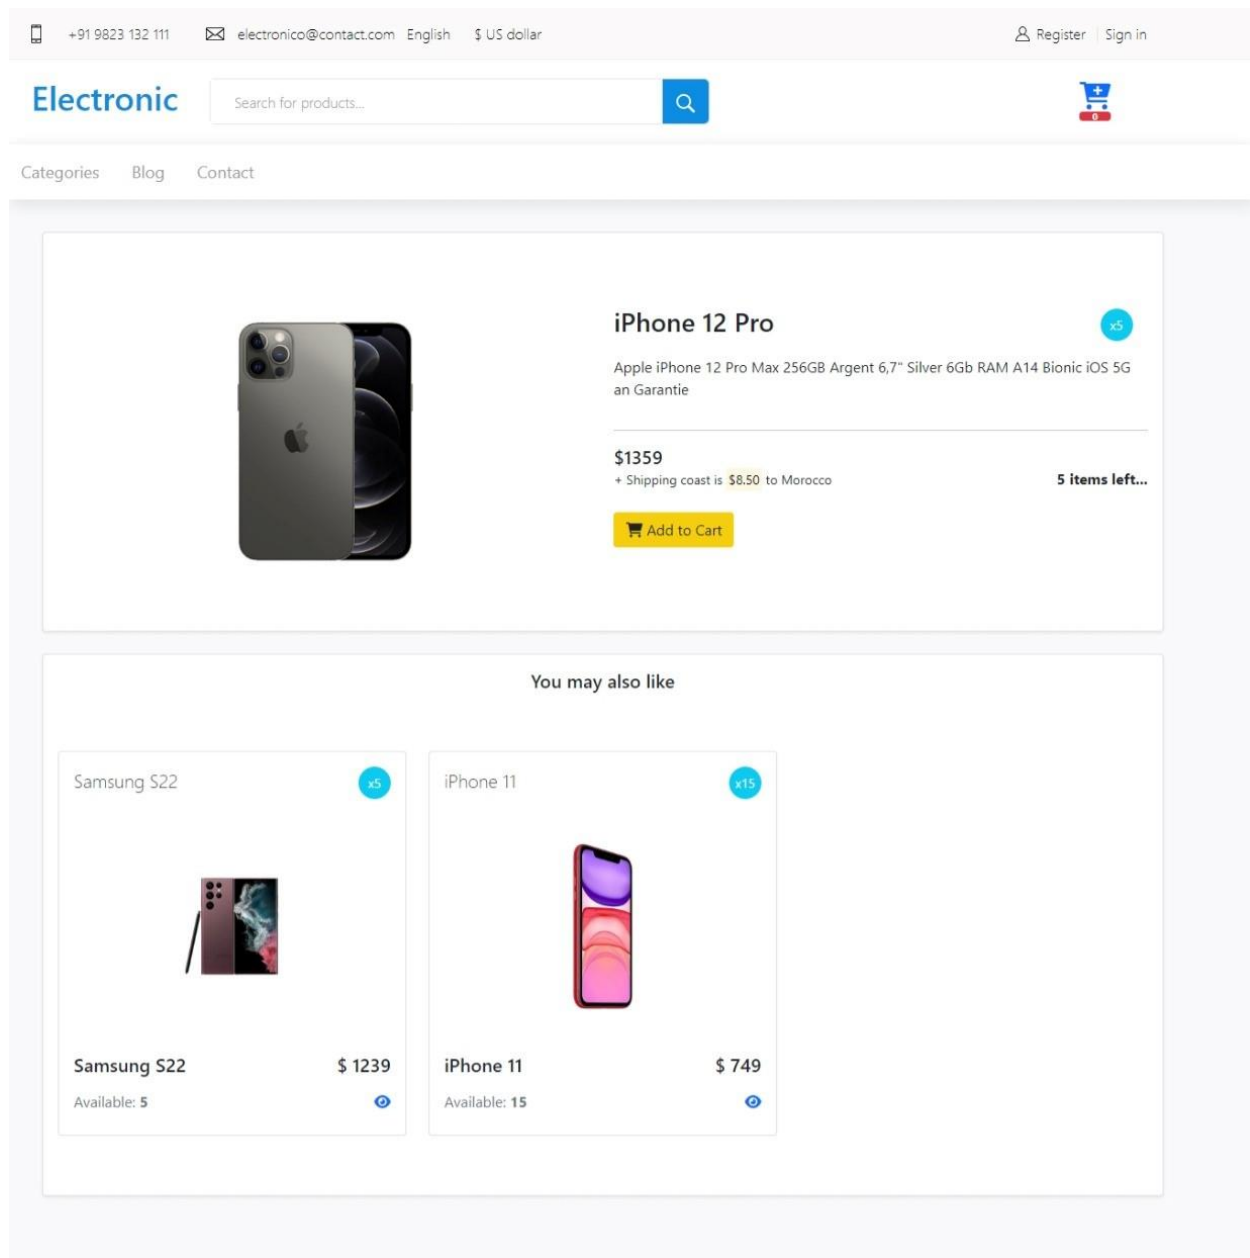 +91 9823 132 111 electronico@contact.com English $ US dollar Register Sign in
Electronic Search for products... 0
Categories Blog Contact
iPhone 12 Pro x5
Apple iPhone 12 Pro Max 256GB Argent 6,7" Silver 6Gb RAM A14 Bionic iOS 5G
an Garantie
$1359
+ Shipping coast is $8.50 to Morocco 5 items left...
Add to Cart
You may also like
Samsung S22 x5 iPhone 11 x15
Samsung S22 $ 1239 iPhone 11 $ 749
Available: 5 Available: 15